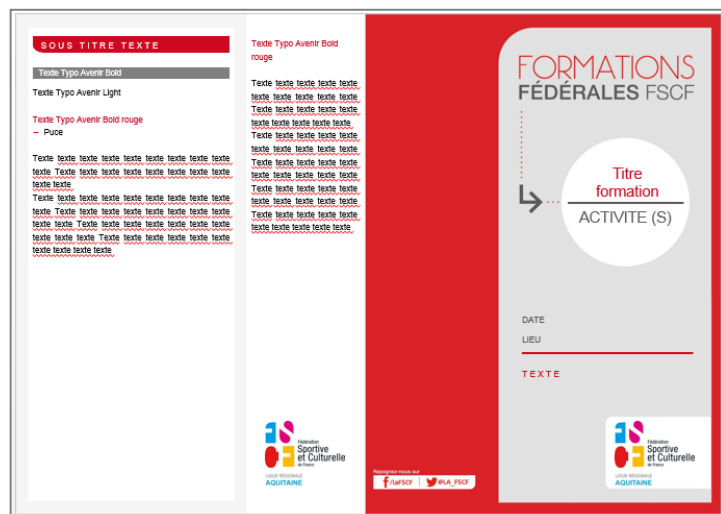 SOUS TITRE TEXTE
Texte Typo Avenir Bold
Texte Typo Avenir Light
Texte Typo Avenir Bold rouge
– Puce
Texte texte texte texte texte texte texte texte texte
texte Texte texte texte texte texte texte texte texte
texte texte
Texte texte texte texte texte texte texte texte texte
texte Texte texte texte texte texte texte texte texte
texte texte Texte texte texte texte texte texte texte
texte texte texte Texte texte texte texte texte texte
texte texte texte texte
Texte Typo Avenir Bold
rouge
Texte texte texte texte texte
texte texte texte texte texte
Texte texte texte texte texte
texte texte texte texte texte
Texte texte texte texte texte
texte texte texte texte texte
Texte texte texte texte texte
texte texte texte texte texte
Texte texte texte texte texte
texte texte texte texte texte
Texte texte texte texte texte
texte texte texte texte texte
FSCF
Fédération
Sportive
et Culturelle
de France
LIGUE RÉGIONALE
AQUITAINE
Rejoignez-nous sur
f/laFSCF
@LA_FSCF
FORMATIONS
FÉDÉRALES FSCF
Titre
formation
ACTIVITE (S)
DATE
LIEU
TEXTE
FSCF
Fédération
Sportive
et Culturelle
de France
LIGUE RÉGIONALE
AQUITAINE